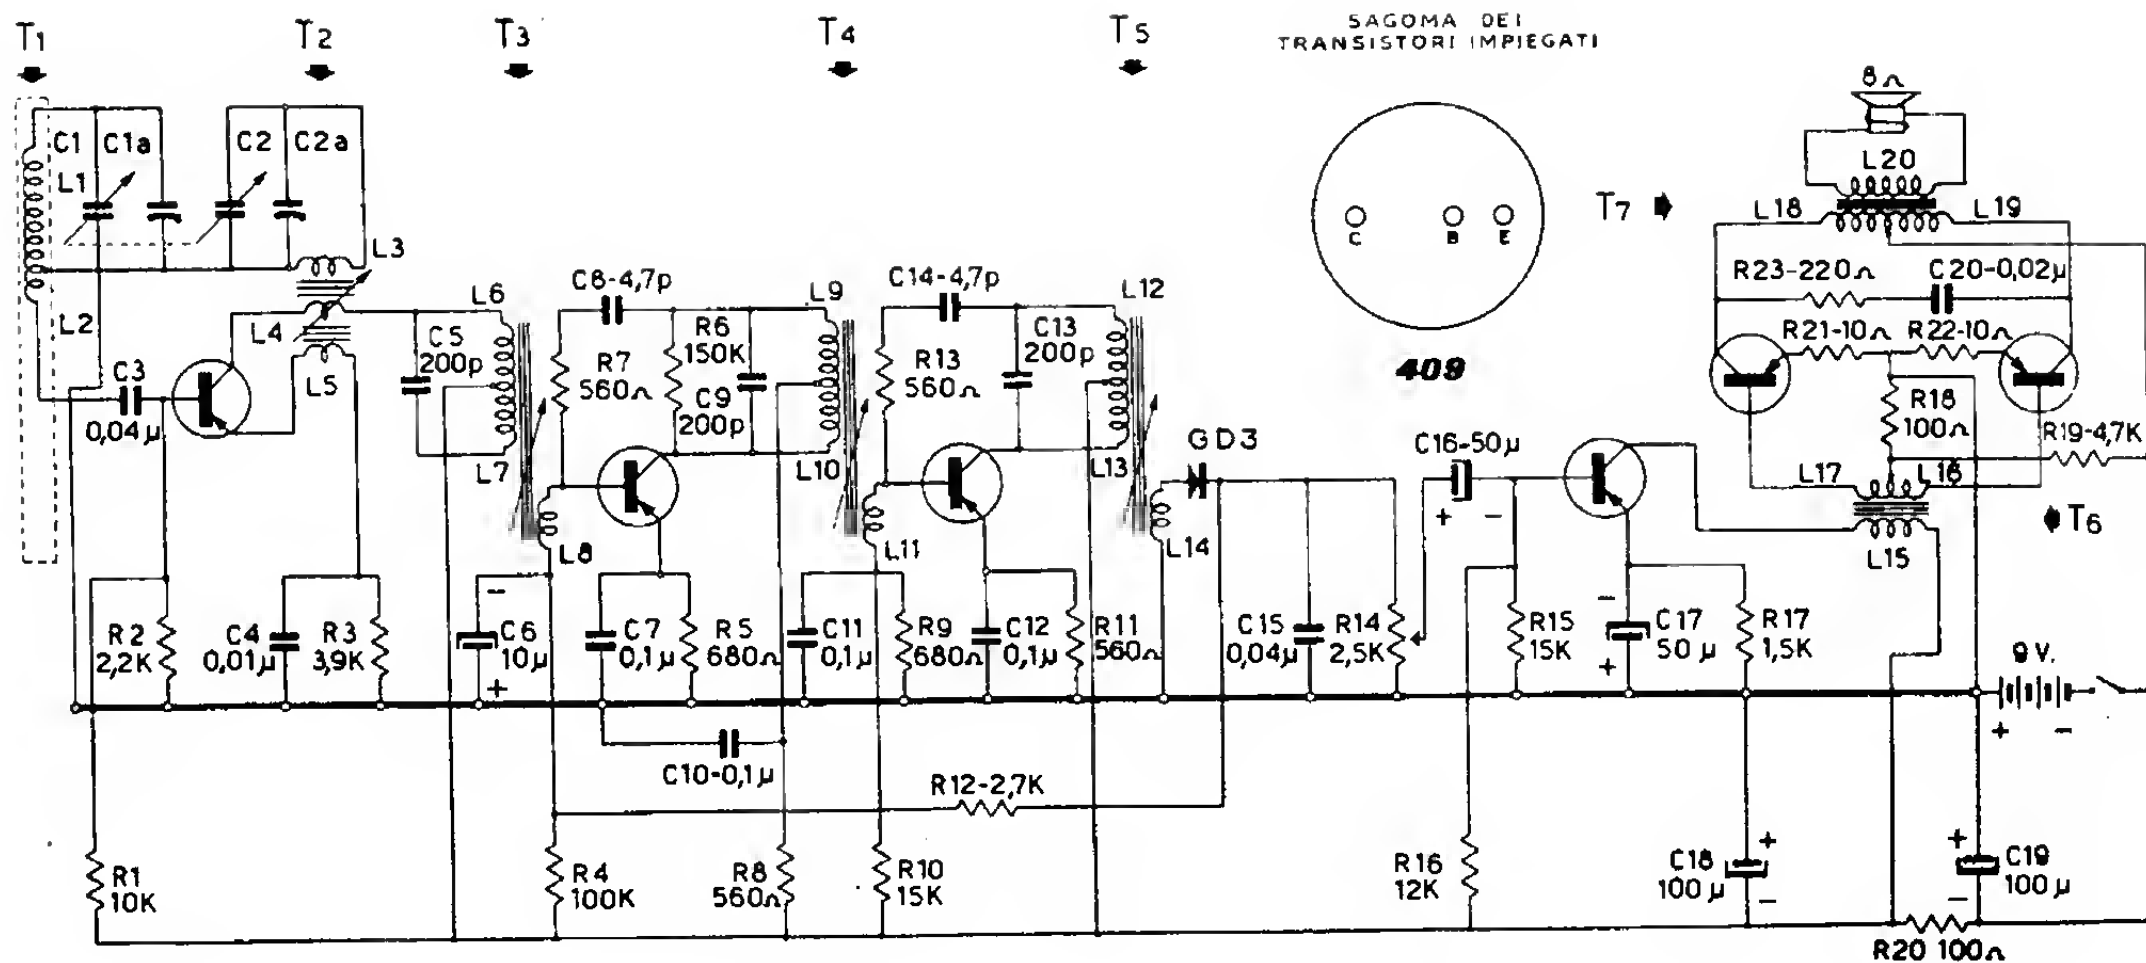 T1
T2
T3
T4
T5
SAGOMA DEI
TRANSISTORI IMPIEGATI
8Ω
C1
C1a
C2
C2a
L1
L2
L3
L4
L5
C3
0,04µ
L6
C5
200p
L7
C8-4,7p
R7
560Ω
R6
150K
C9
200p
L9
L10
C14-4,7p
R13
560Ω
C13
200p
L12
L13
C
B
E
409
T7
L20
L18
L19
R23-220Ω
C20-0,02µ
R21-10Ω
R22-10Ω
R18
100Ω
R19-4,7K
L17
L16
T6
L15
GD3
L14
C16-50µ
+
-
L8
L11
R2
2,2K
C4
0,01µ
R3
3,9K
-
C6
10µ
+
C7
0,1µ
R5
680Ω
C11
0,1µ
R9
680Ω
C12
0,1µ
R11
560Ω
C15
0,04µ
R14
2,5K
R15
15K
-
C17
50µ
+
R17
1,5K
9V.
+
-
C10-0,1µ
R12-2,7K
R1
10K
R4
100K
R8
560Ω
R10
15K
R16
12K
C18
100µ
+
-
C19
100µ
+
-
R20 100Ω